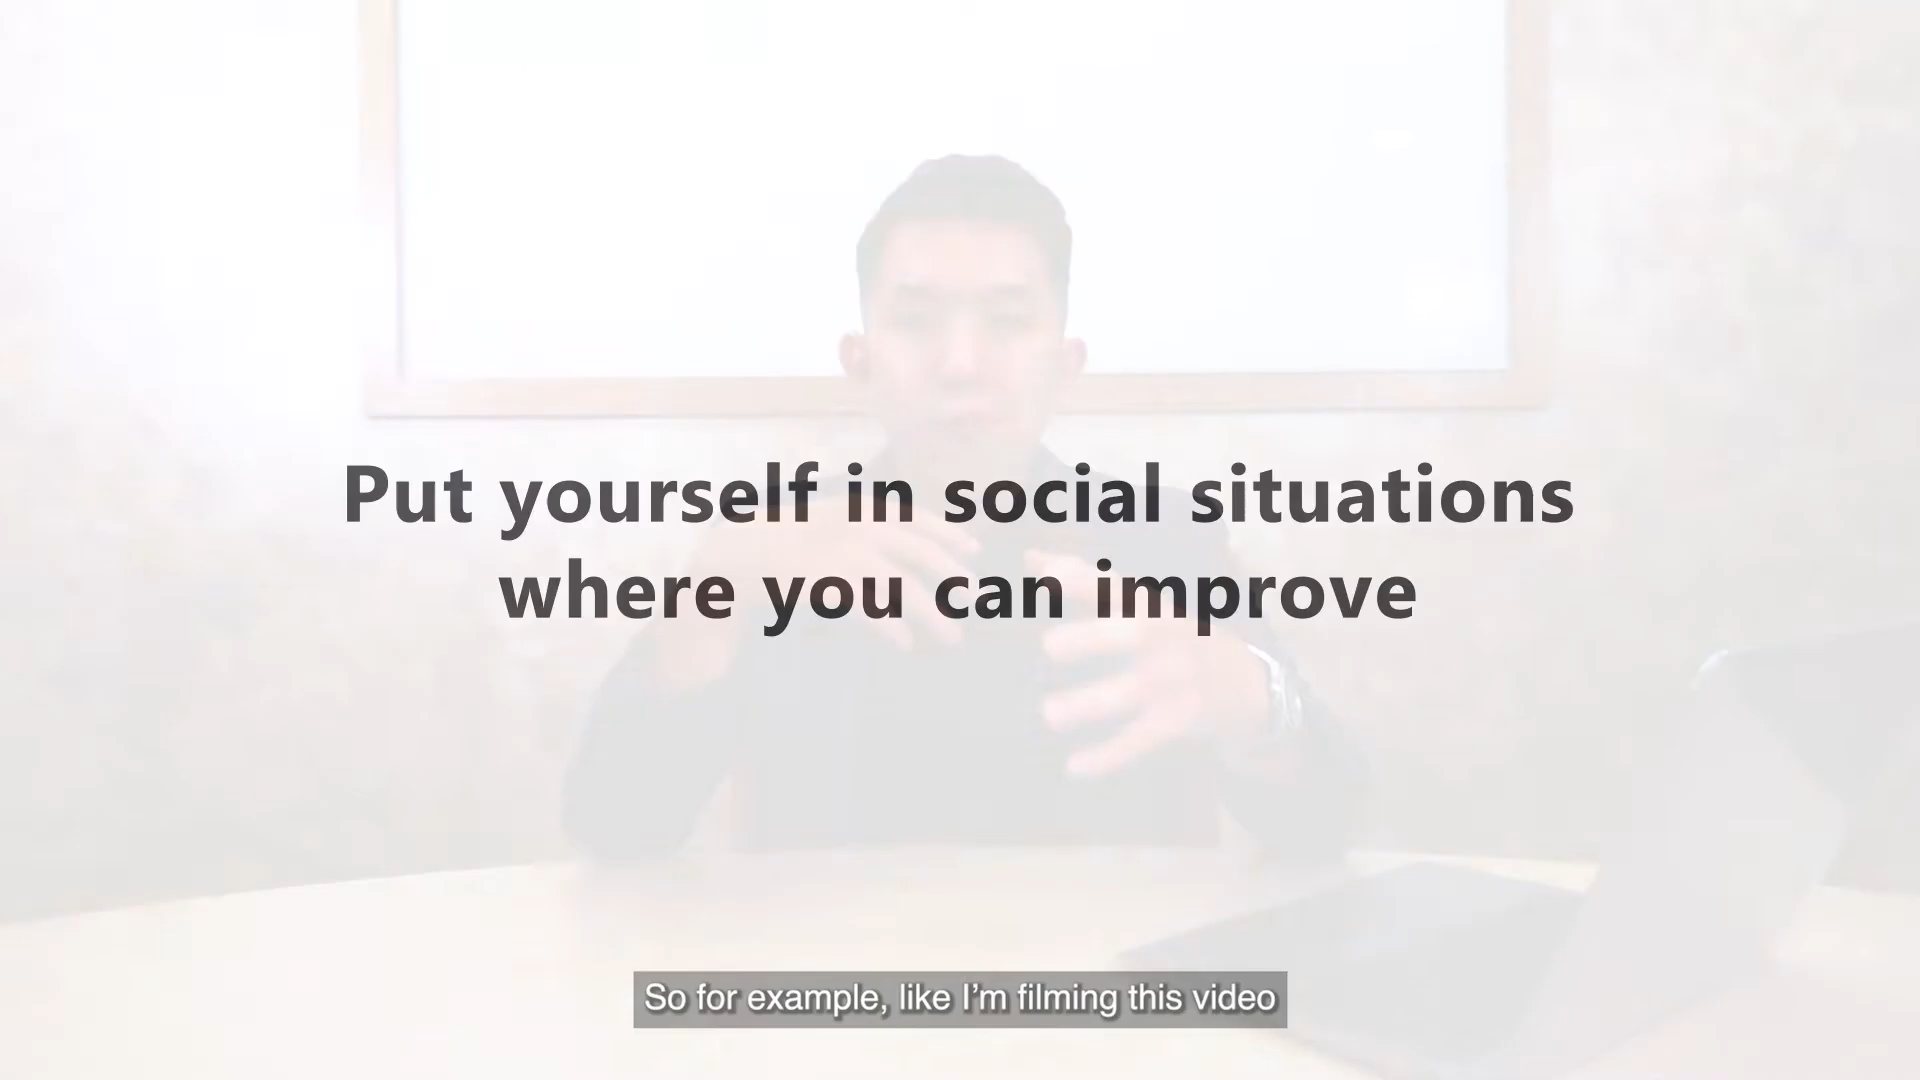 Put yourself in social situations
where you can improve
So for example, like I'm filming this video